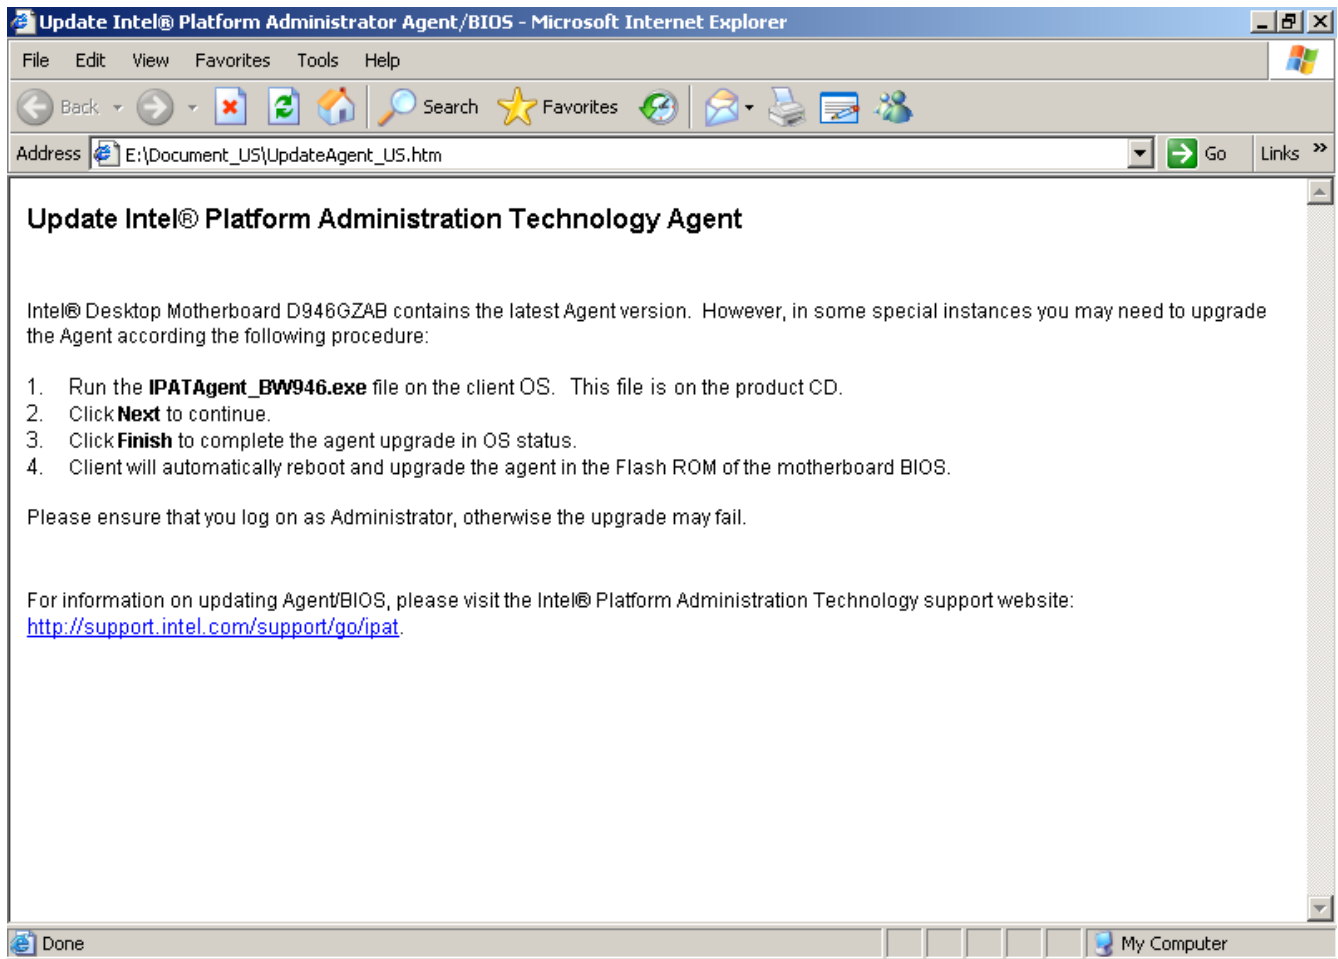 Update Intel® Platform Administrator Agent/BIOS - Microsoft Internet Explorer
File Edit View Favorites Tools Help
Back Search Favorites
Address E:\Document_US\UpdateAgent_US.htm Go Links »
Update Intel® Platform Administration Technology Agent
Intel® Desktop Motherboard D946GZAB contains the latest Agent version. However, in some special instances you may need to upgrade
the Agent according the following procedure:
1. Run the IPATAgent_BW946.exe file on the client OS. This file is on the product CD.
2. Click Next to continue.
3. Click Finish to complete the agent upgrade in OS status.
4. Client will automatically reboot and upgrade the agent in the Flash ROM of the motherboard BIOS.
Please ensure that you log on as Administrator, otherwise the upgrade may fail.
For information on updating Agent/BIOS, please visit the Intel® Platform Administration Technology support website:
http://support.intel.com/support/go/ipat.
Done My Computer